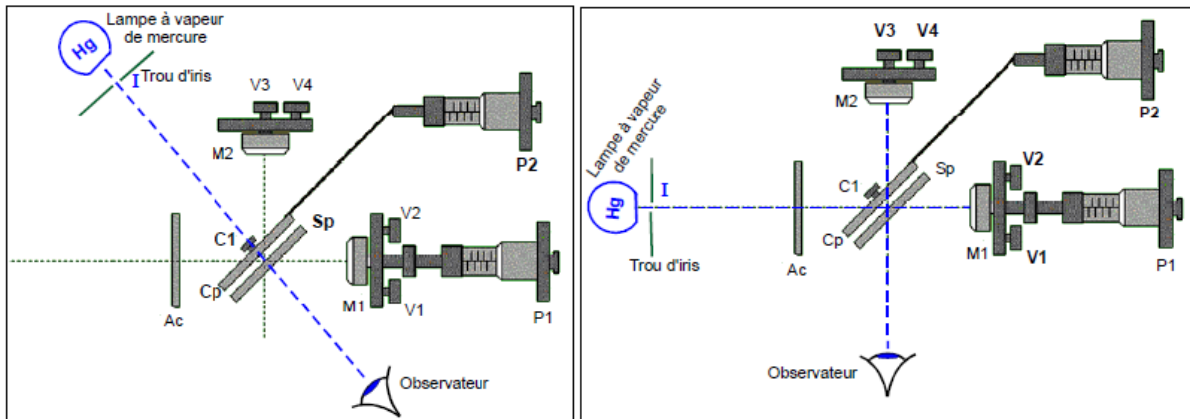 Lampe à vapeur
de mercure
Hg
Trou d'iris
I
V3 V4
M2
P2
C1
Sp
V2
Cp
Ac
M1
V1
P1
Observateur
V3 V4
M2
P2
Lampe à vapeur
de mercure
I
Hg
Trou d'iris
C1
Sp
V2
Cp
Ac
M1
V1
P1
Observateur